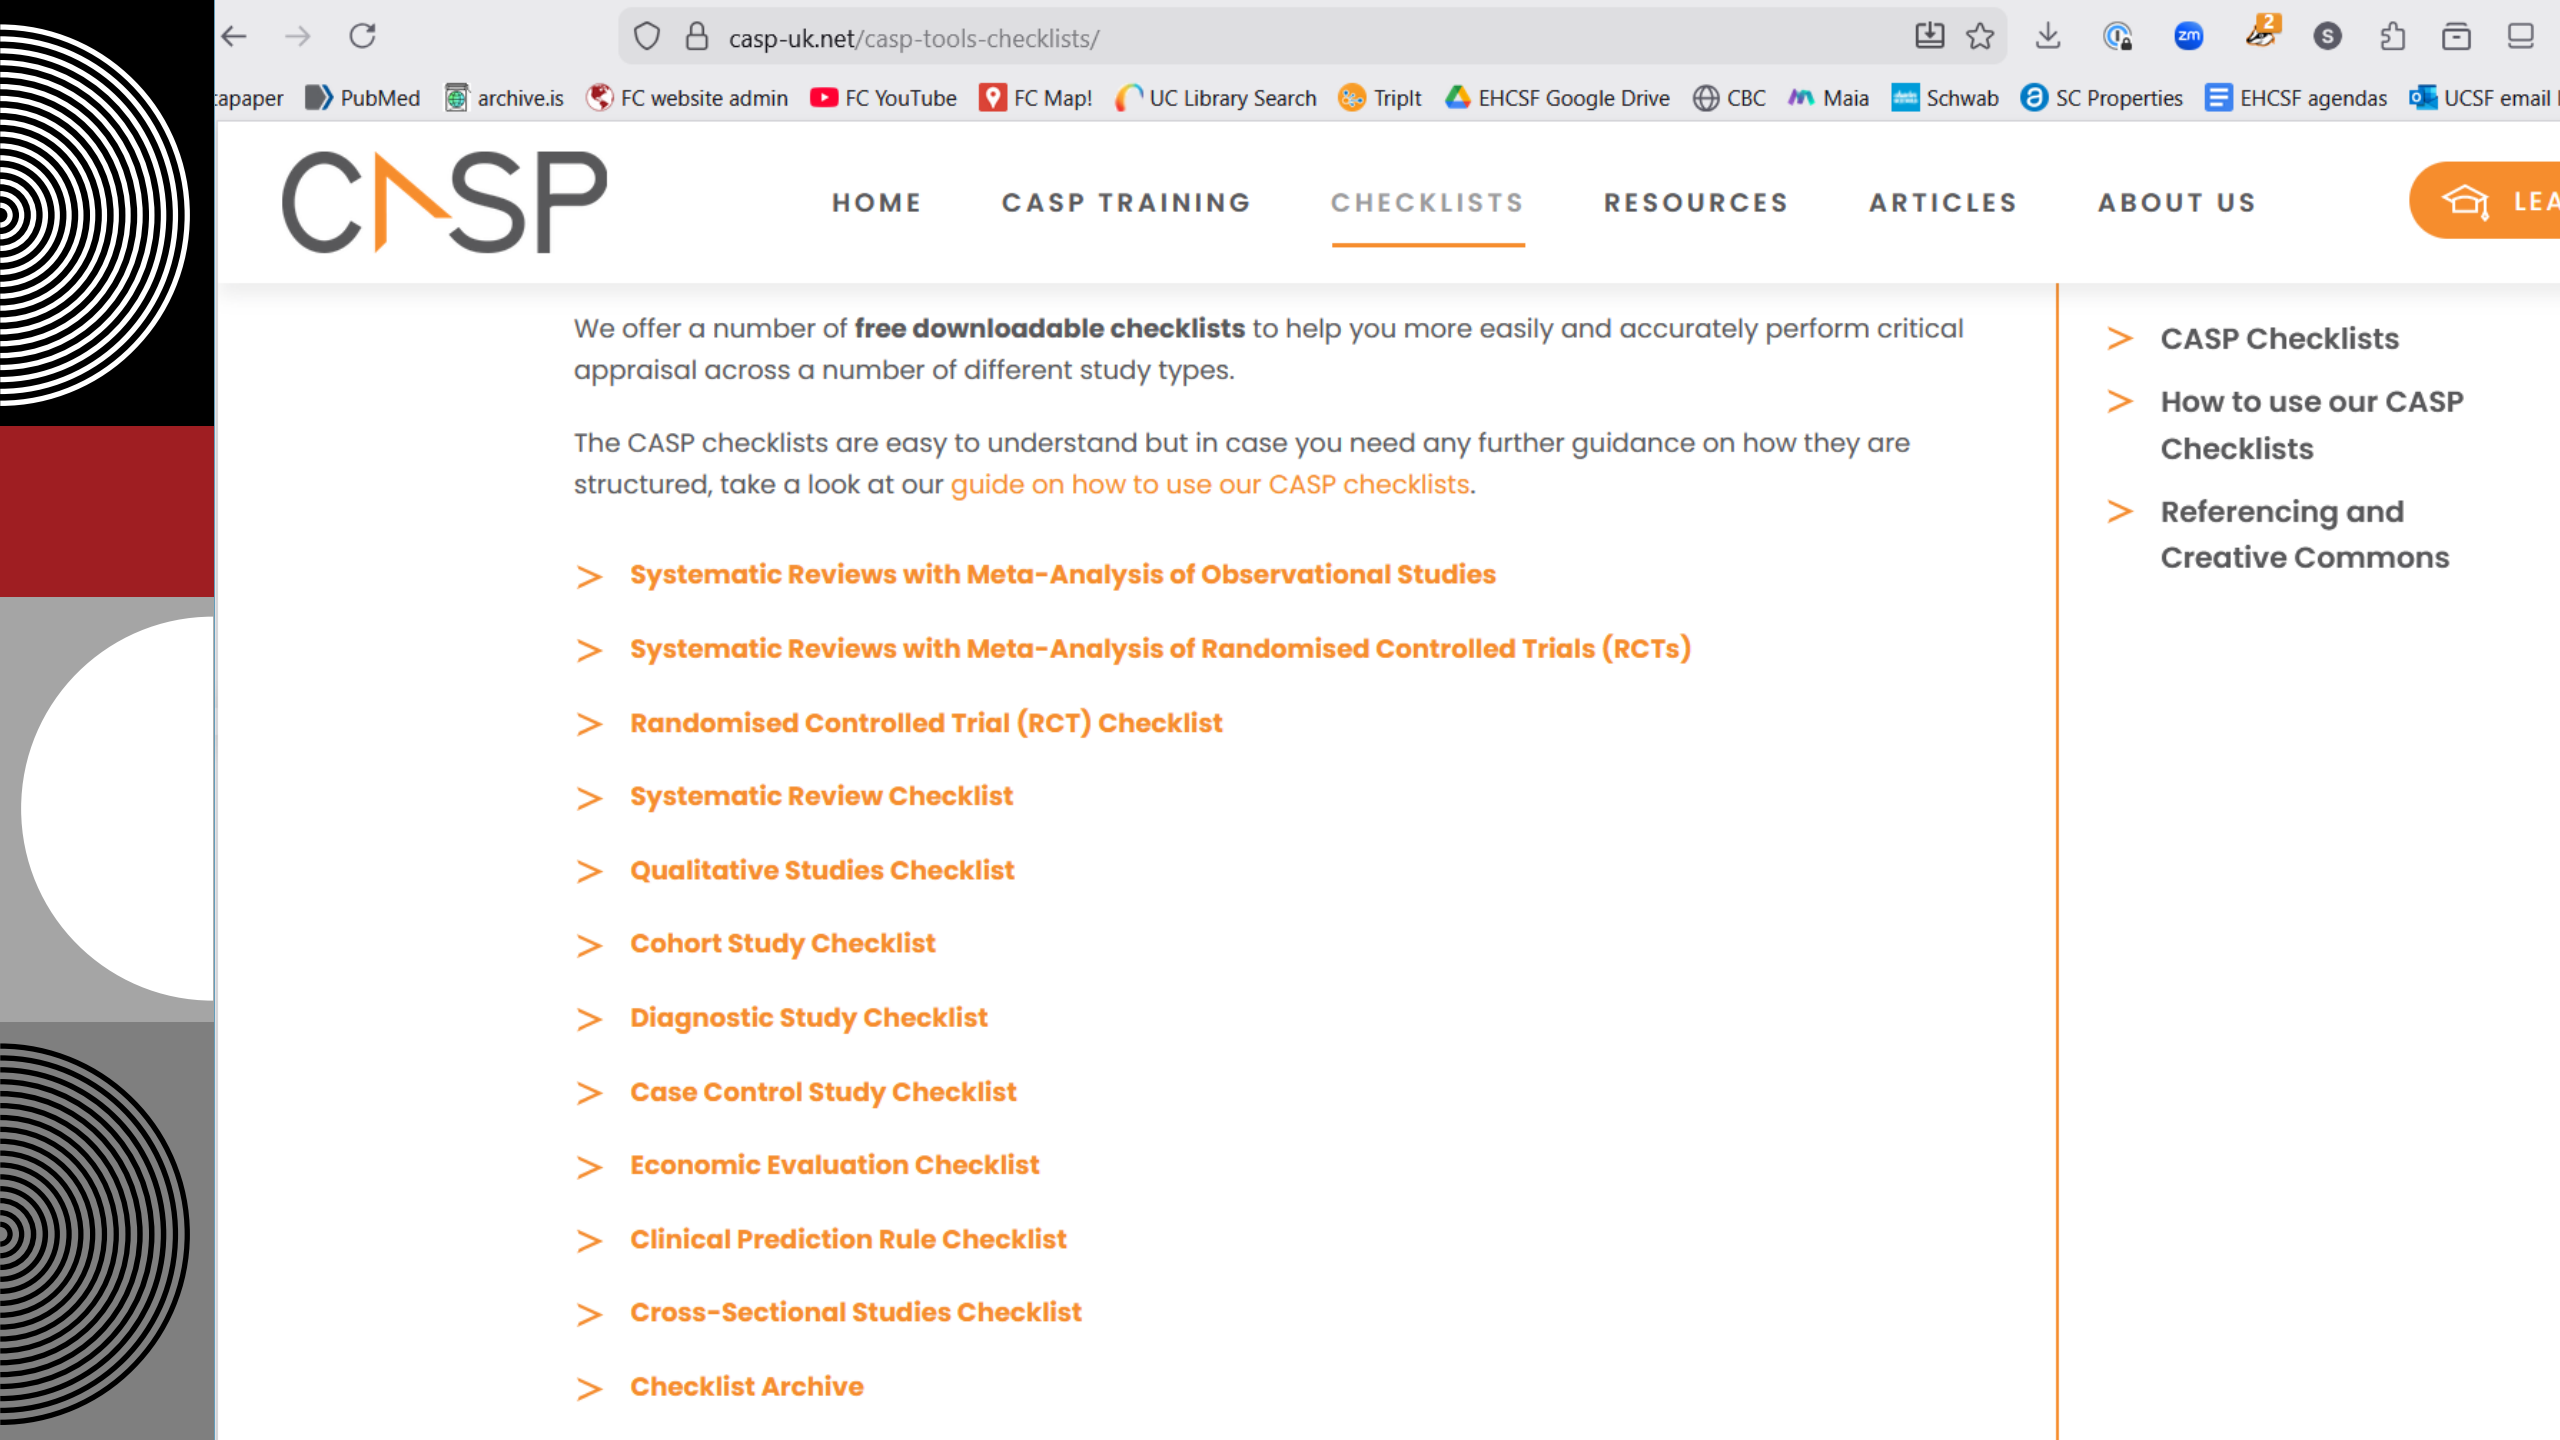 casp-uk.net/casp-tools-checklists/
zm
2
S
apaper PubMed archive.is FC website admin FC YouTube FC Map! UC Library Search TripIt EHCSF Google Drive CBC Maia Schwab SC Properties EHCSF agendas UCSF email
CASP
HOME CASP TRAINING CHECKLISTS RESOURCES ARTICLES ABOUT US LEA
We offer a number of free downloadable checklists to help you more easily and accurately perform critical
appraisal across a number of different study types.
The CASP checklists are easy to understand but in case you need any further guidance on how they are
structured, take a look at our guide on how to use our CASP checklists.
> Systematic Reviews with Meta-Analysis of Observational Studies
> Systematic Reviews with Meta-Analysis of Randomised Controlled Trials (RCTs)
> Randomised Controlled Trial (RCT) Checklist
> Systematic Review Checklist
> Qualitative Studies Checklist
> Cohort Study Checklist
> Diagnostic Study Checklist
> Case Control Study Checklist
> Economic Evaluation Checklist
> Clinical Prediction Rule Checklist
> Cross-Sectional Studies Checklist
> Checklist Archive
> CASP Checklists
> How to use our CASP
Checklists
> Referencing and
Creative Commons